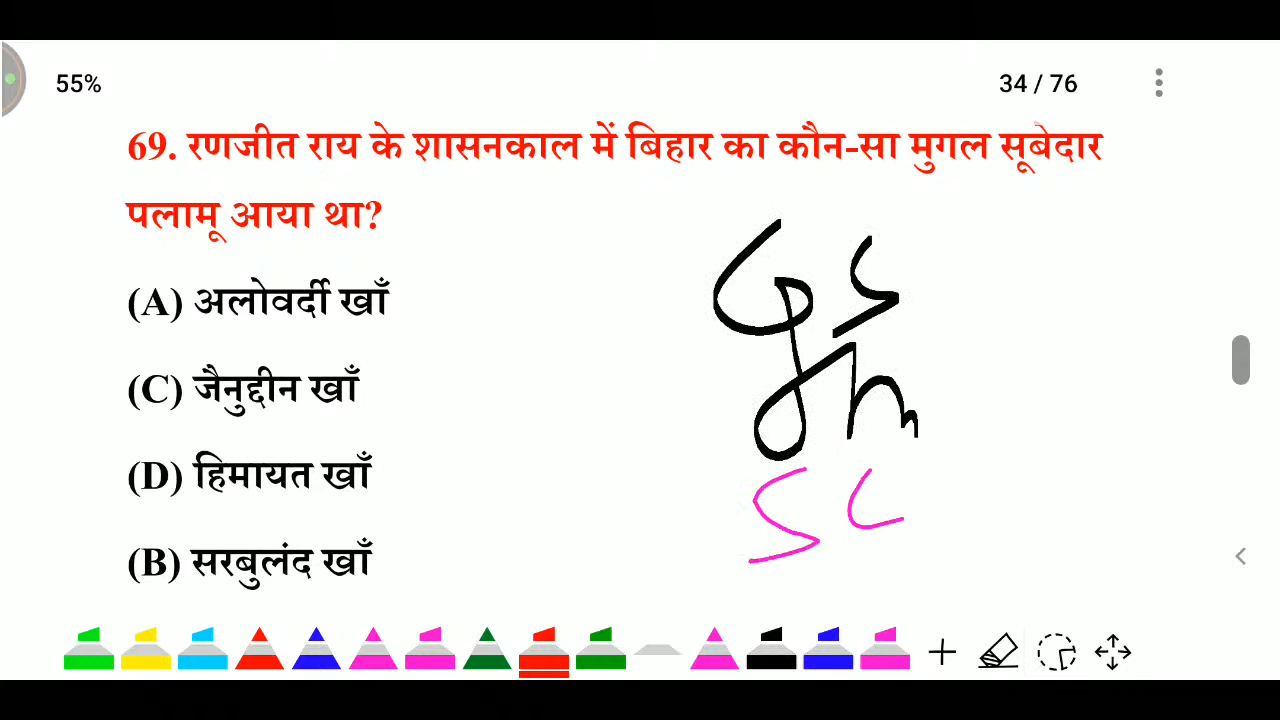 55%
34 / 76
69. रणजीत राय के शासनकाल में बिहार का कौन-सा मुगल सूबेदार
पलामू आया था?
(A) अलोवर्दी खाँ
(C) जैनुद्दीन खाँ
(D) हिमायत खाँ
(B) सरबुलंद खाँ